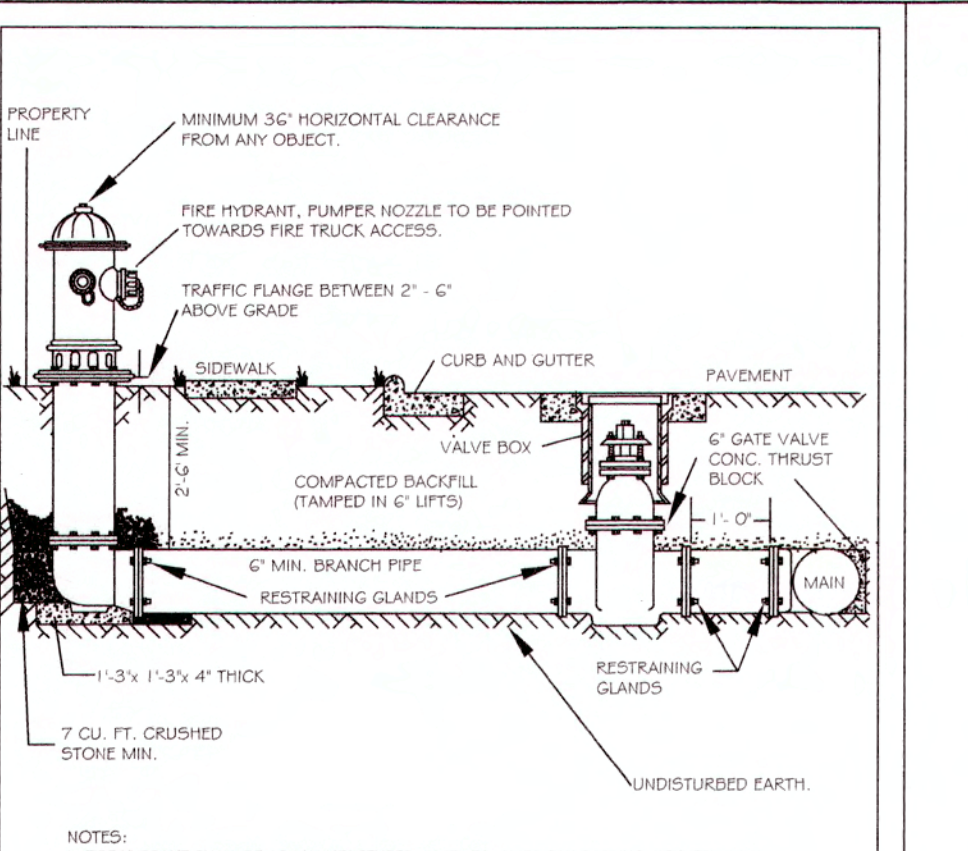 PROPERTY
LINE
MINIMUM 36" HORIZONTAL CLEARANCE
FROM ANY OBJECT.
FIRE HYDRANT, PUMPER NOZZLE TO BE POINTED
TOWARDS FIRE TRUCK ACCESS.
TRAFFIC FLANGE BETWEEN 2" - 6"
ABOVE GRADE
SIDEWALK
CURB AND GUTTER
PAVEMENT
VALVE BOX
6" GATE VALVE
CONC. THRUST
BLOCK
2'-6' MIN.
COMPACTED BACKFILL
(TAMPED IN 6" LIFTS)
1'- 0"
6" MIN. BRANCH PIPE
RESTRAINING GLANDS
MAIN
RESTRAINING
GLANDS
1'-3"x 1'-3"x 4" THICK
7 CU. FT. CRUSHED
STONE MIN.
UNDISTURBED EARTH.
NOTES: